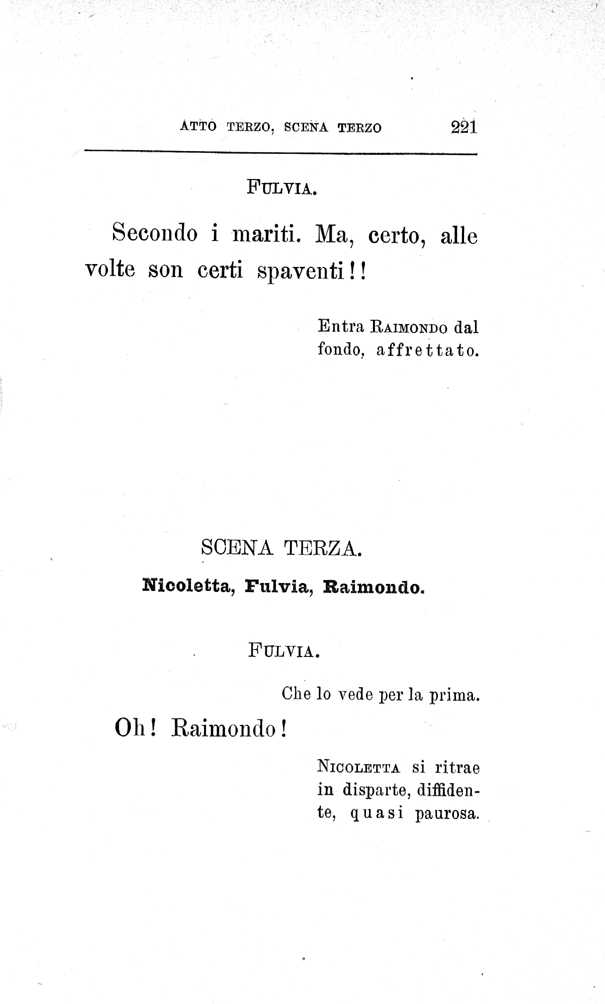 ATTO TERZO, SCENA TERZO 221
FULVIA.
Secondo i mariti. Ma, certo, alle
volte son certi spaventi!!
Entra RAIMONDO dal
fondo, affrettato.
SCENA TERZA.
Nicoletta, Fulvia, Raimondo.
FULVIA.
Che lo vede per la prima.
Oh! Raimondo!
NICOLETTA si ritrae
in disparte, diffiden-
te, quasi paurosa.